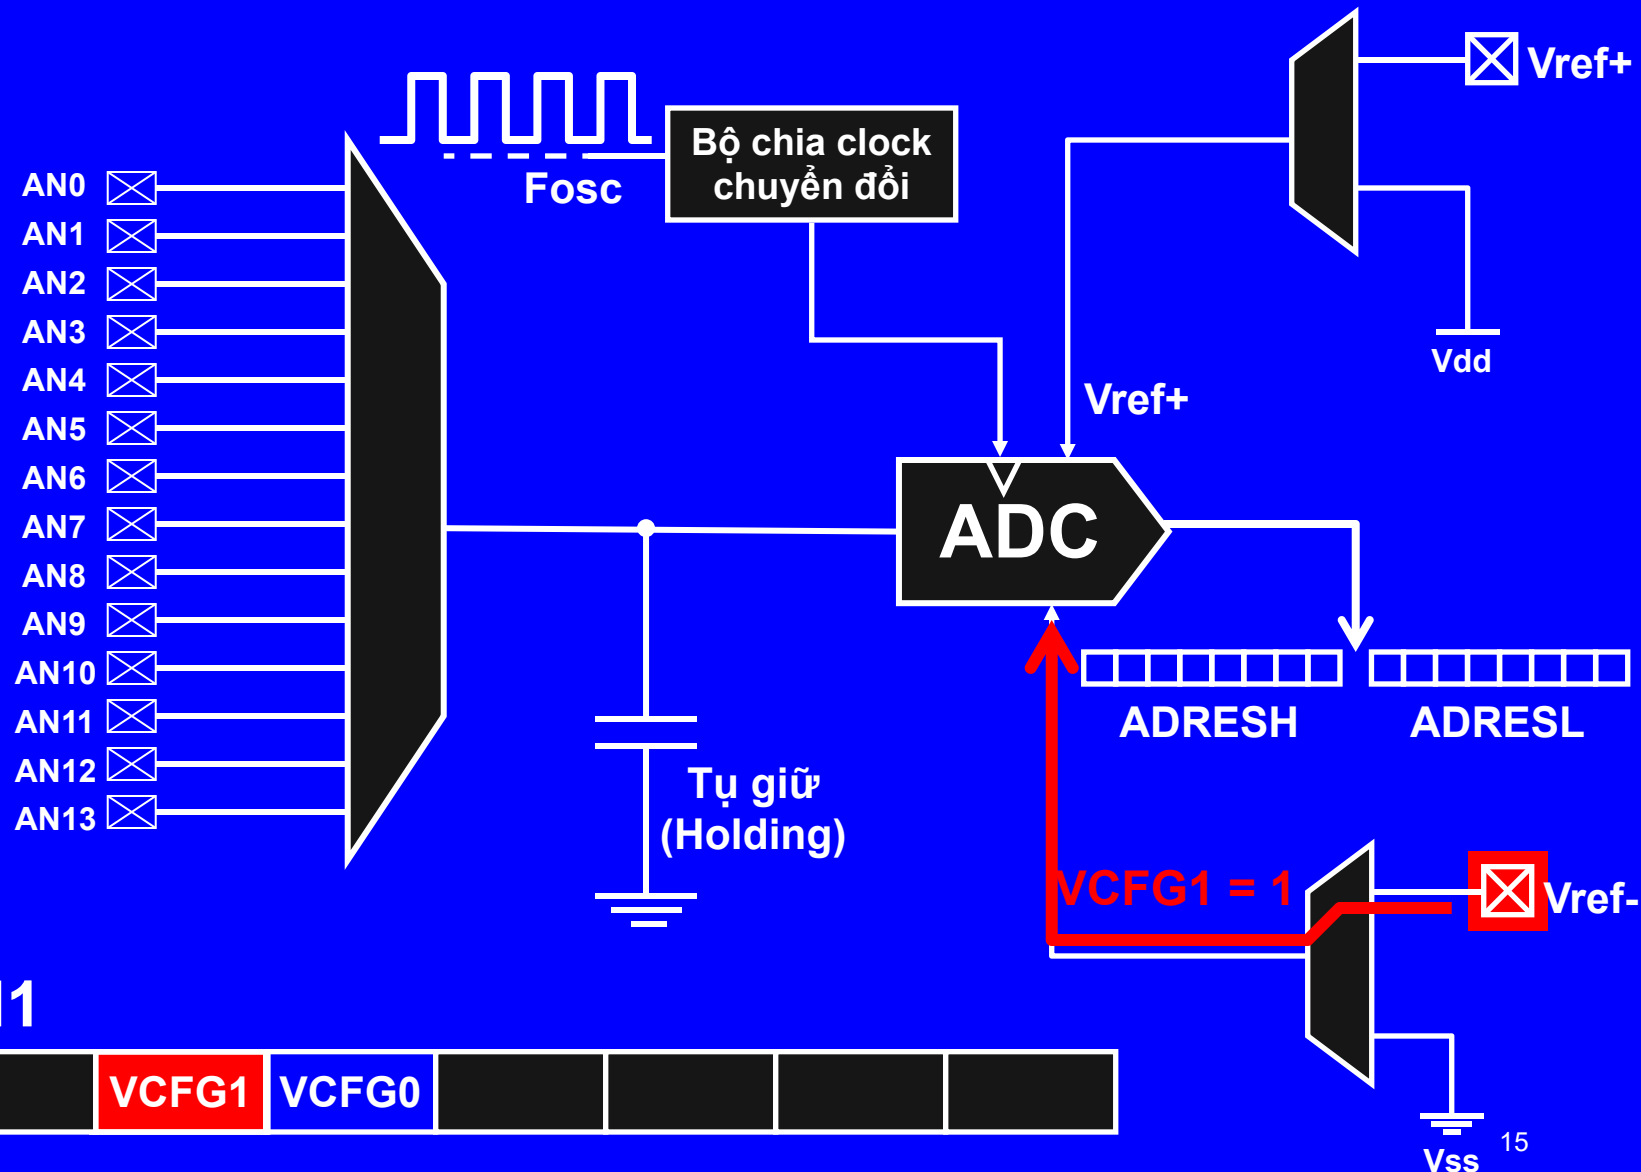 Vref+
Bộ chia clock
chuyển đổi
Fosc
AN0
AN1
AN2
AN3
AN4
AN5
AN6
AN7
AN8
AN9
AN10
AN11
AN12
AN13
Vdd
Vref+
ADC
ADRESH
ADRESL
Tụ giữ
(Holding)
VCFG1 = 1
Vref-
1
VCFG1
VCFG0
Vss
15